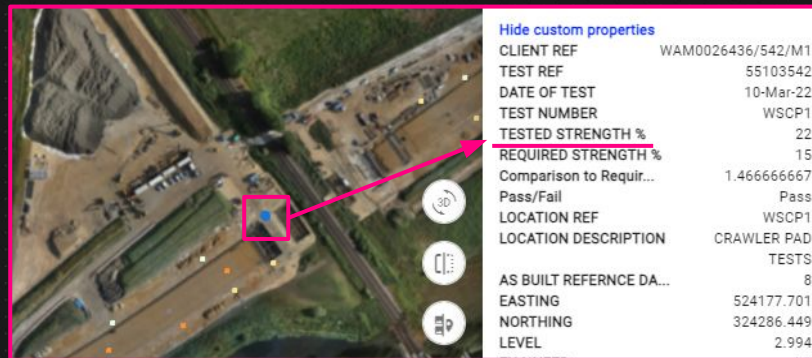 Hide custom properties
CLIENT REF WAM0026436/542/M1
TEST REF 55103542
DATE OF TEST 10-Mar-22
TEST NUMBER WSCP1
TESTED STRENGTH % 22
REQUIRED STRENGTH % 15
Comparison to Requir... 1.466666667
Pass/Fail Pass
LOCATION REF WSCP1
LOCATION DESCRIPTION CRAWLER PAD
TESTS
AS BUILT REFERNCE DA... 8
EASTING 524177.701
NORTHING 324286.449
LEVEL 2.994
3D